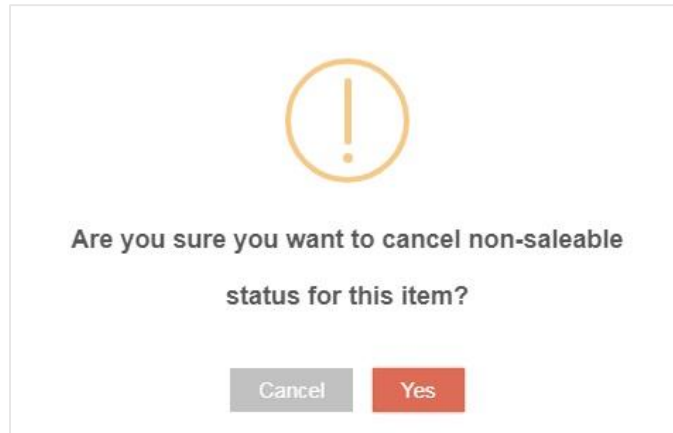 Are you sure you want to cancel non-saleable
status for this item?
Cancel
Yes